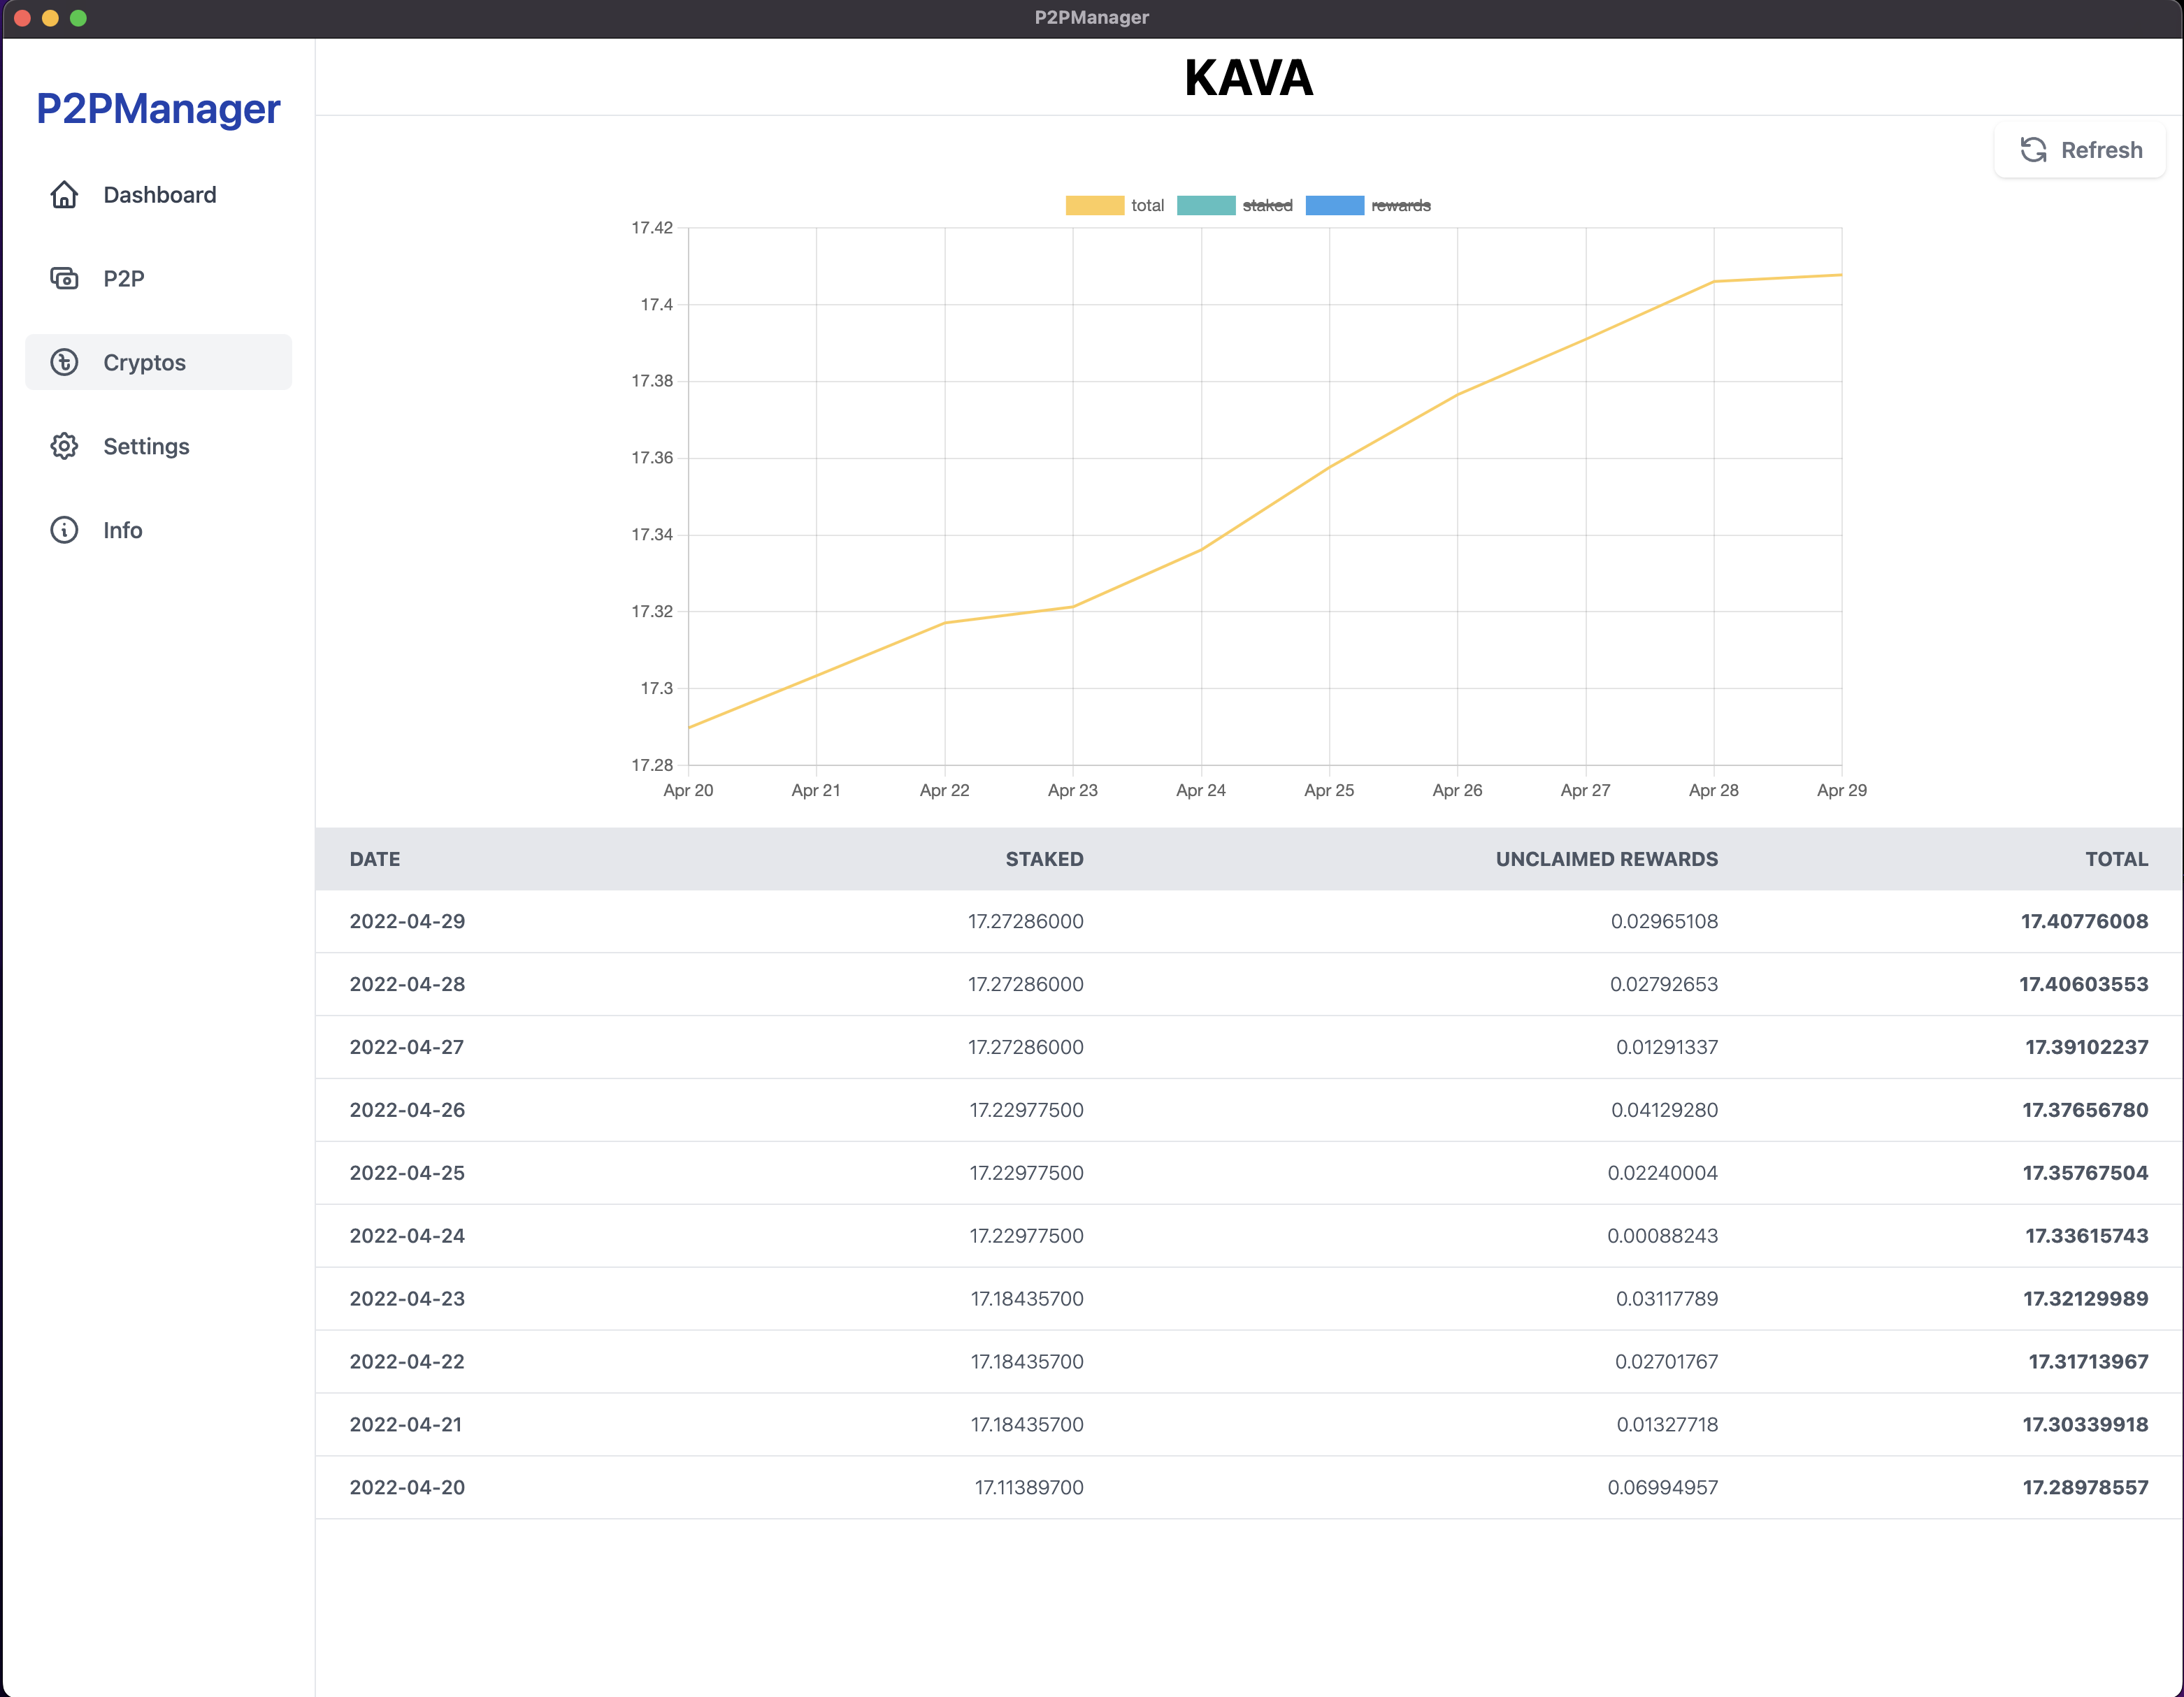 P2PManager
P2PManager
Dashboard
P2P
Cryptos
Settings
Info
KAVA
Refresh
total staked rewards
17.42
17.4
17.38
17.36
17.34
17.32
17.3
17.28
Apr 20 Apr 21 Apr 22 Apr 23 Apr 24 Apr 25 Apr 26 Apr 27 Apr 28 Apr 29
DATE STAKED UNCLAIMED REWARDS TOTAL
2022-04-29 17.27286000 0.02965108 17.40776008
2022-04-28 17.27286000 0.02792653 17.40603553
2022-04-27 17.27286000 0.01291337 17.39102237
2022-04-26 17.22977500 0.04129280 17.37656780
2022-04-25 17.22977500 0.02240004 17.35767504
2022-04-24 17.22977500 0.00088243 17.33615743
2022-04-23 17.18435700 0.03117789 17.32129989
2022-04-22 17.18435700 0.02701767 17.31713967
2022-04-21 17.18435700 0.01327718 17.30339918
2022-04-20 17.11389700 0.06994957 17.28978557